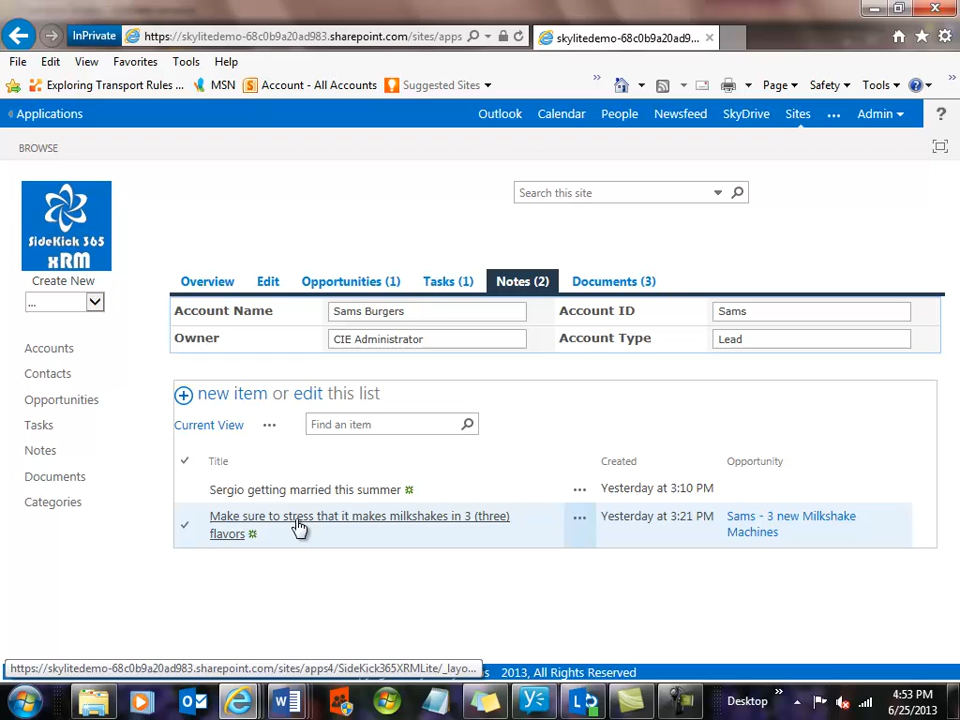 InPrivate https://skylitedemo-68c0b9a20ad983.sharepoint.com/sites/apps skylitedemo-68c0b9a20ad9...
File Edit View Favorites Tools Help
Exploring Transport Rules ... MSN Account - All Accounts Suggested Sites Page Safety Tools
Applications Outlook Calendar People Newsfeed SkyDrive Sites ... Admin ?
BROWSE
Search this site
SideKick 365
xRM
Create New
...
Overview Edit Opportunities (1) Tasks (1) Notes (2) Documents (3)
Account Name Sams Burgers Account ID Sams
Owner CIE Administrator Account Type Lead
Accounts
Contacts
Opportunities
Tasks
Notes
Documents
Categories
new item or edit this list
Current View ... Find an item
Title Created Opportunity
Sergio getting married this summer ... Yesterday at 3:10 PM
Make sure to stress that it makes milkshakes in 3 (three) ... Yesterday at 3:21 PM Sams - 3 new Milkshake
flavors Machines
https://skylitedemo-68c0b9a20ad983.sharepoint.com/sites/apps4/SideKick365XRMLite/_layo... 2013, All Rights Reserved
Desktop 4:53 PM
6/25/2013